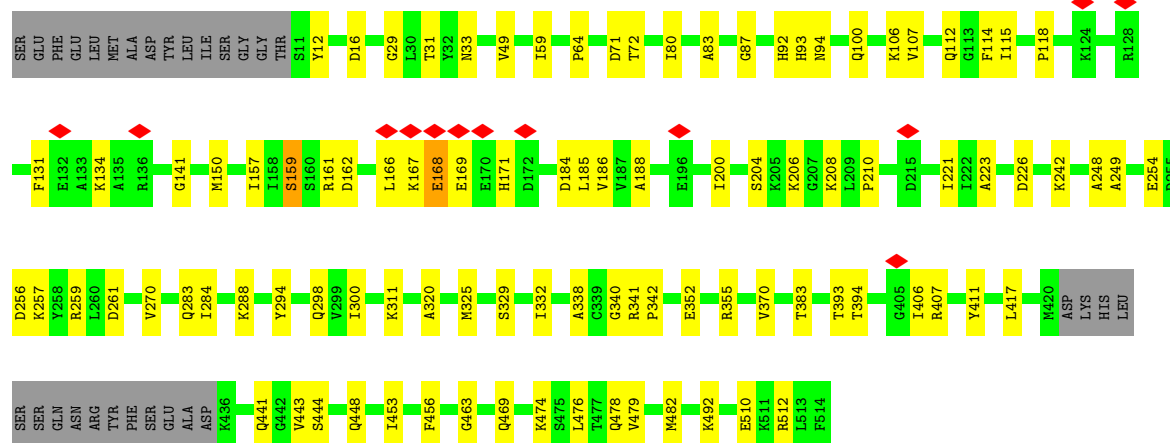 SER GLU PHE GLU LEU MET ALA ASP TYR LEU ILE SER GLY GLY THR S11 Y12 D16 G29 L30 T31 Y32 N33 V49 I59 P64 D71 T72 I80 A83 G87 H92 H93 N94 Q100 K106 V107 Q112 G113 F114 I115 P118 K124 R128
F131 E132 A133 K134 A135 R136 G141 M150 I157 I158 S159 S160 R161 D162 L166 K167 E168 E169 E170 H171 D172 D184 L185 V186 V187 A188 E196 I200 S204 K205 K206 G207 K208 L209 P210 D215 I221 I222 A223 D226 K242 A248 A249 E254
D256 K257 Y258 R259 L260 D261 V270 Q283 I284 K288 Y294 Q298 V299 I300 K311 A320 M325 S329 I332 A338 C339 G340 R341 P342 E352 R355 V370 T383 T393 T394 G405 I406 R407 Y411 L417 M420 ASP LYS HIS LEU
SER SER GLN ASN ARG TYR PHE SER GLU ALA ASP K436 Q441 G442 V443 S444 Q448 I453 F456 G463 Q469 K474 S475 L476 T477 Q478 V479 M482 K492 E510 K511 R512 L513 F514